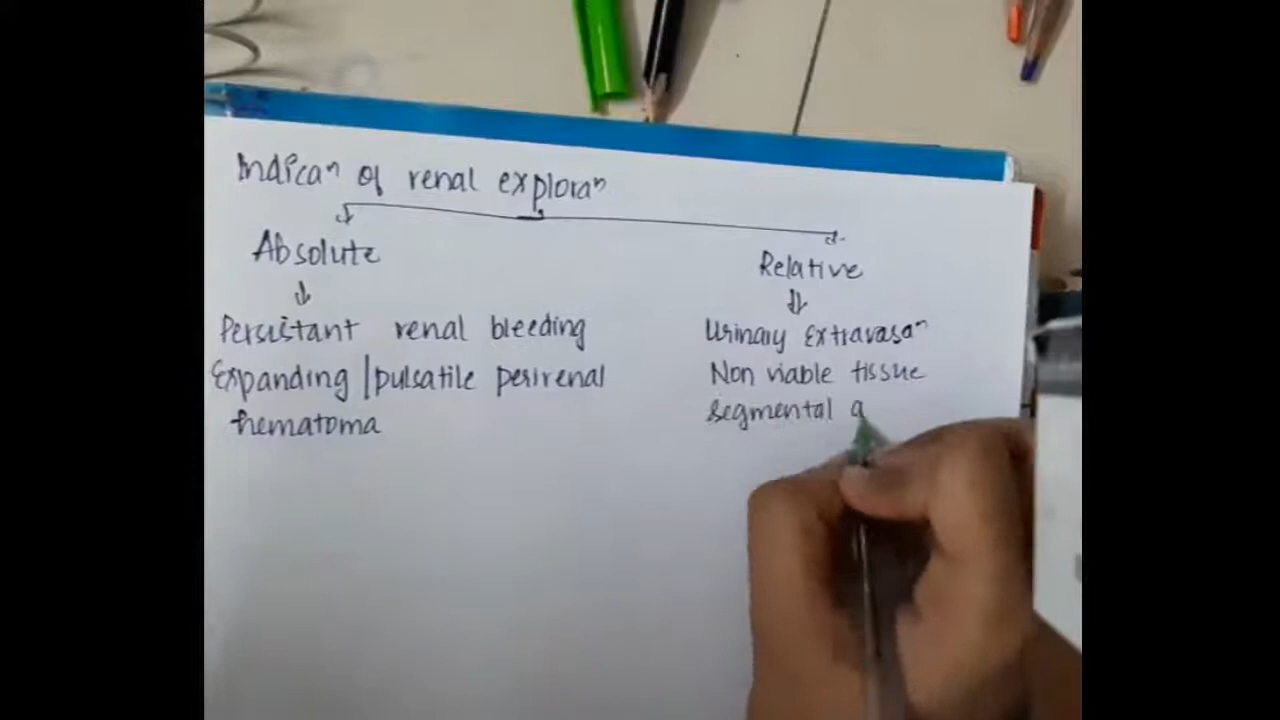 Indicaⁿ of renal exploraⁿ
Absolute
Relative
Persistant renal bleeding
Expanding / pulsatile perirenal
hematoma
Urinary Extravasaⁿ
Non viable tissue
segmental a